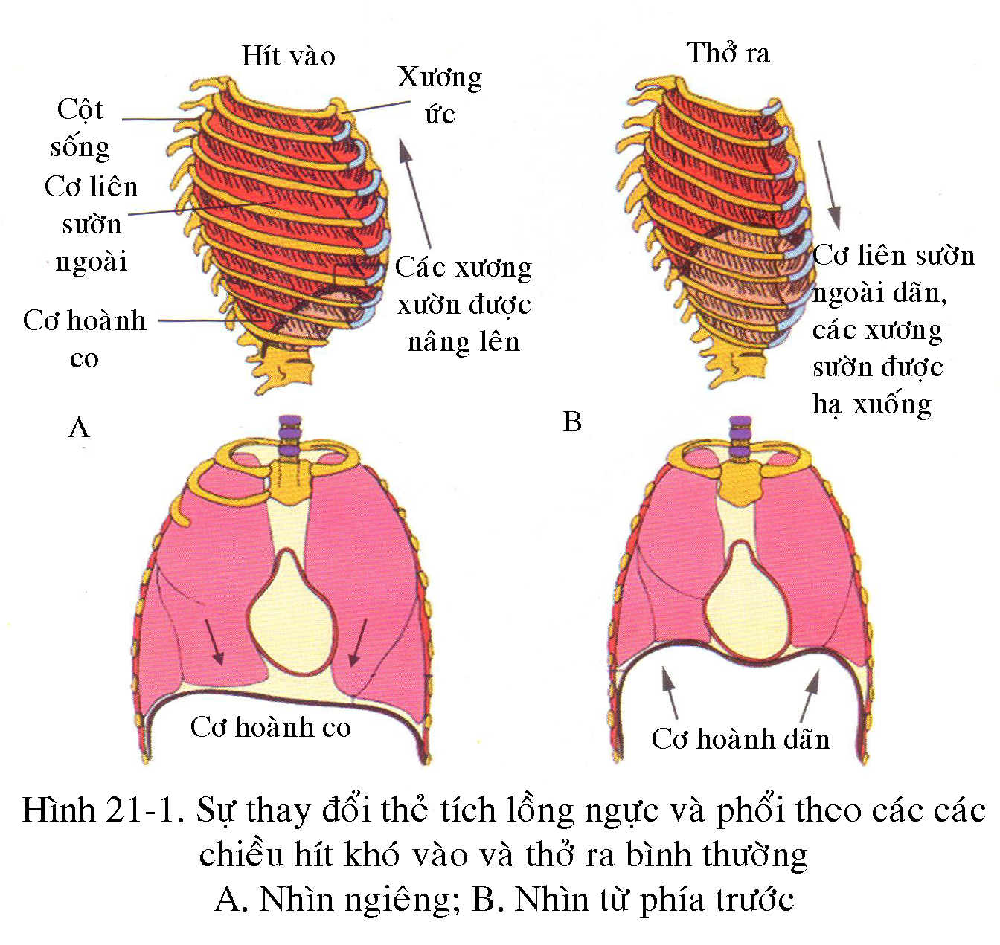 Hít vào
Thở ra
Xương
ức
Cột
sống
Cơ liên
sườn
ngoài
Cơ hoành
co
Các xương
xườn được
nâng lên
Cơ liên sườn
ngoài dãn,
các xương
sườn được
hạ xuống
A
B
Cơ hoành co
Cơ hoành dãn
Hình 21-1. Sự thay đổi thẻ tích lồng ngực và phổi theo các các
chiều hít khó vào và thở ra bình thường
A. Nhìn ngiêng; B. Nhìn từ phía trước